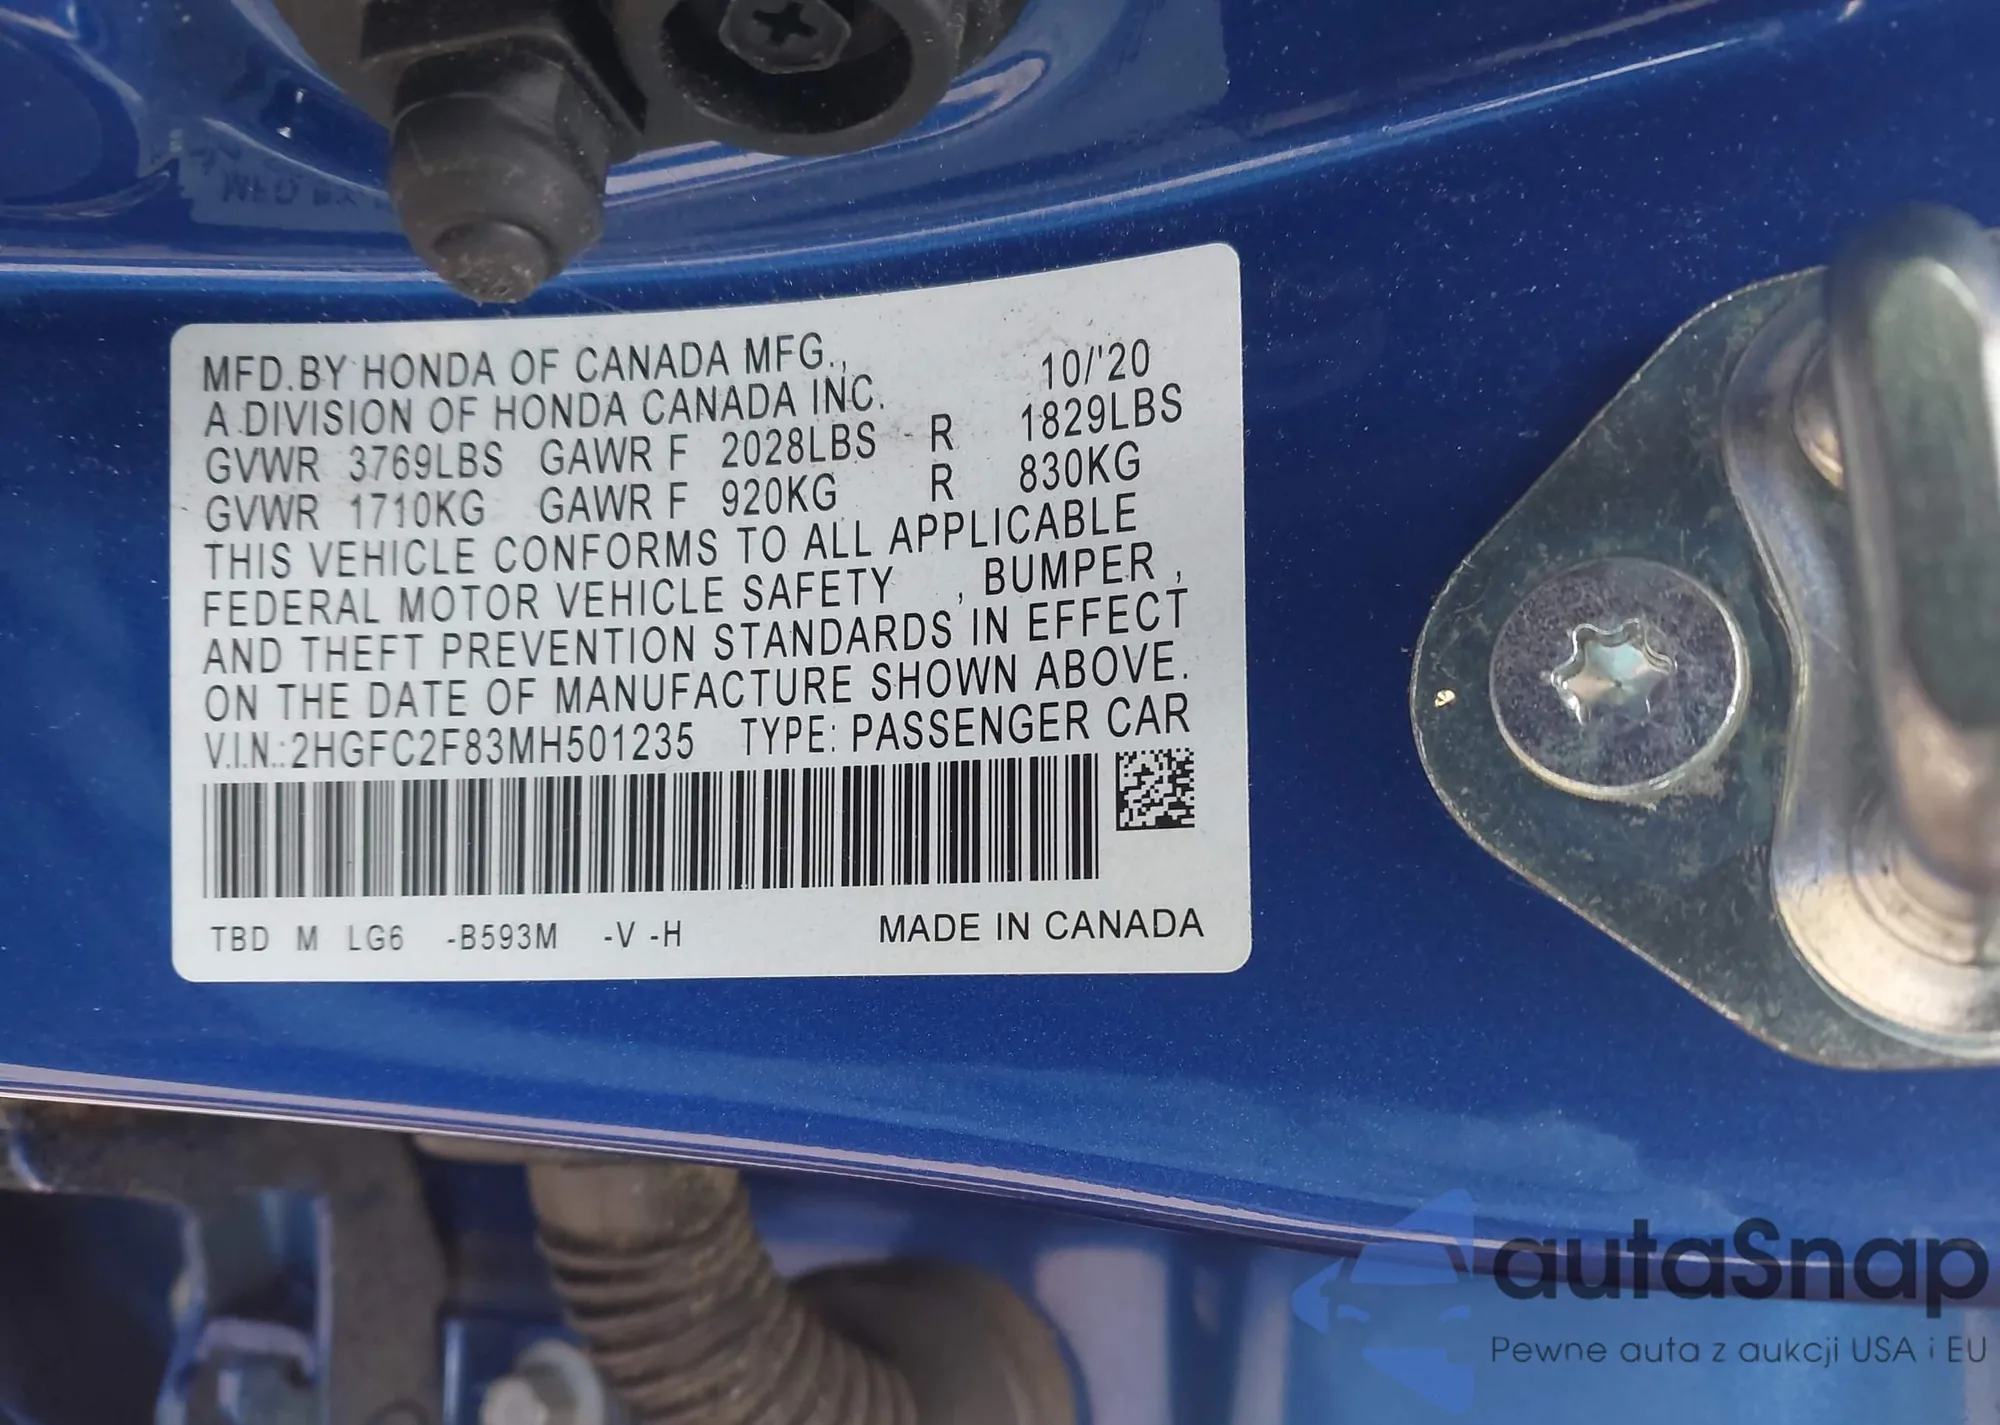 MFD.BY HONDA OF CANADA MFG., 10/'20
A DIVISION OF HONDA CANADA INC.
GVWR 3769LBS GAWR F 2028LBS R 1829LBS
GVWR 1710KG GAWR F 920KG R 830KG
THIS VEHICLE CONFORMS TO ALL APPLICABLE
FEDERAL MOTOR VEHICLE SAFETY , BUMPER ,
AND THEFT PREVENTION STANDARDS IN EFFECT
ON THE DATE OF MANUFACTURE SHOWN ABOVE.
V.I.N.:2HGFC2F83MH501235 TYPE: PASSENGER CAR
TBD M LG6 -B593M -V -H MADE IN CANADA
autaSnap
Pewne auta z aukcji USA i EU